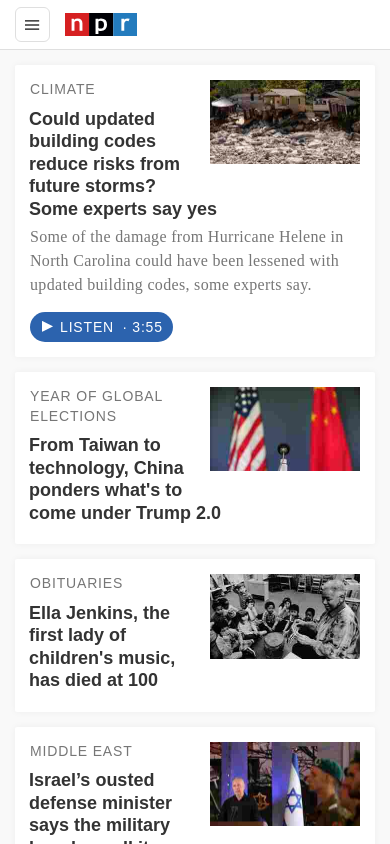 npr
CLIMATE
Could updated
building codes
reduce risks from
future storms?
Some experts say yes
Some of the damage from Hurricane Helene in
North Carolina could have been lessened with
updated building codes, some experts say.
LISTEN · 3:55
YEAR OF GLOBAL
ELECTIONS
From Taiwan to
technology, China
ponders what's to
come under Trump 2.0
OBITUARIES
Ella Jenkins, the
first lady of
children's music,
has died at 100
MIDDLE EAST
Israel’s ousted
defense minister
says the military